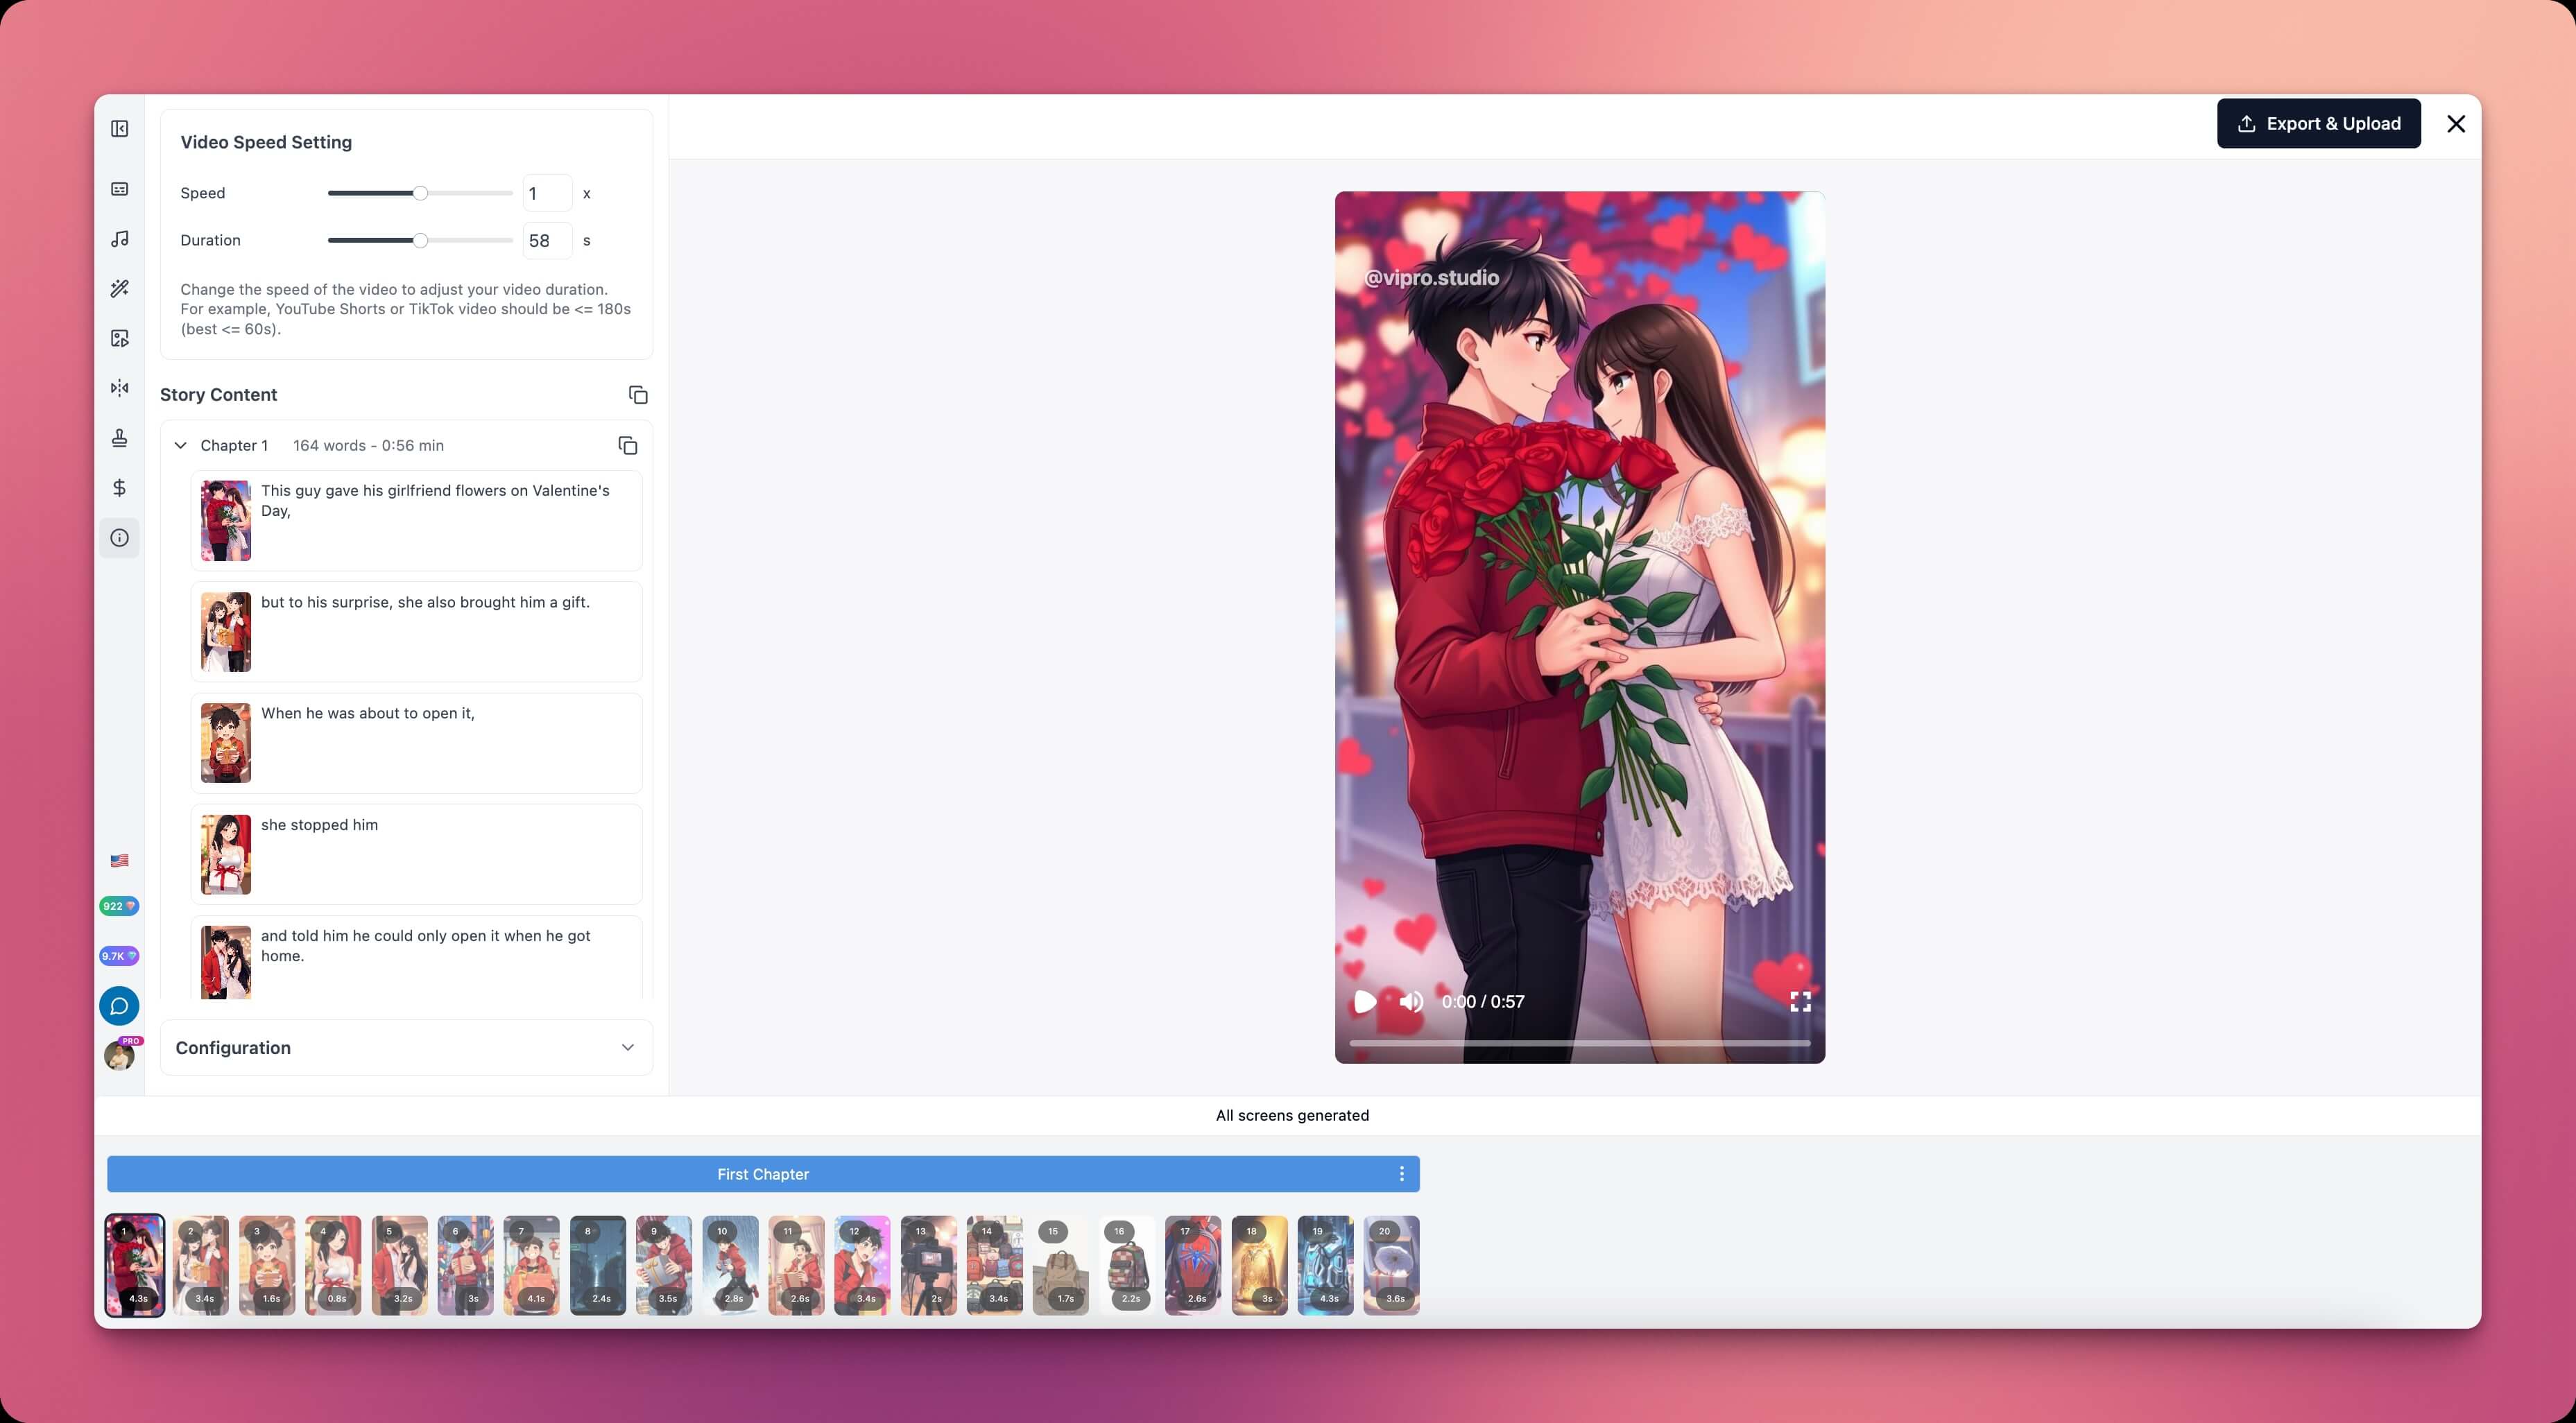 Video Speed Setting
Speed 1 x
Duration 58 s
Change the speed of the video to adjust your video duration.
For example, YouTube Shorts or TikTok video should be <= 180s
(best <= 60s).
Story Content
Chapter 1 164 words - 0:56 min
This guy gave his girlfriend flowers on Valentine's
Day,
but to his surprise, she also brought him a gift.
When he was about to open it,
she stopped him
and told him he could only open it when he got
home.
Configuration
922
9.7K
PRO
Export & Upload
@vipro.studio
0:00 / 0:57
All screens generated
First Chapter
1 2 3 4 5 6 7 8 9 10 11 12 13 14 15 16 17 18 19 20
4.3s 3.4s 1.6s 0.8s 3.2s 3s 4.1s 2.4s 3.5s 2.8s 2.6s 3.4s 2s 3.4s 1.7s 2.2s 2.6s 3s 4.3s 3.6s